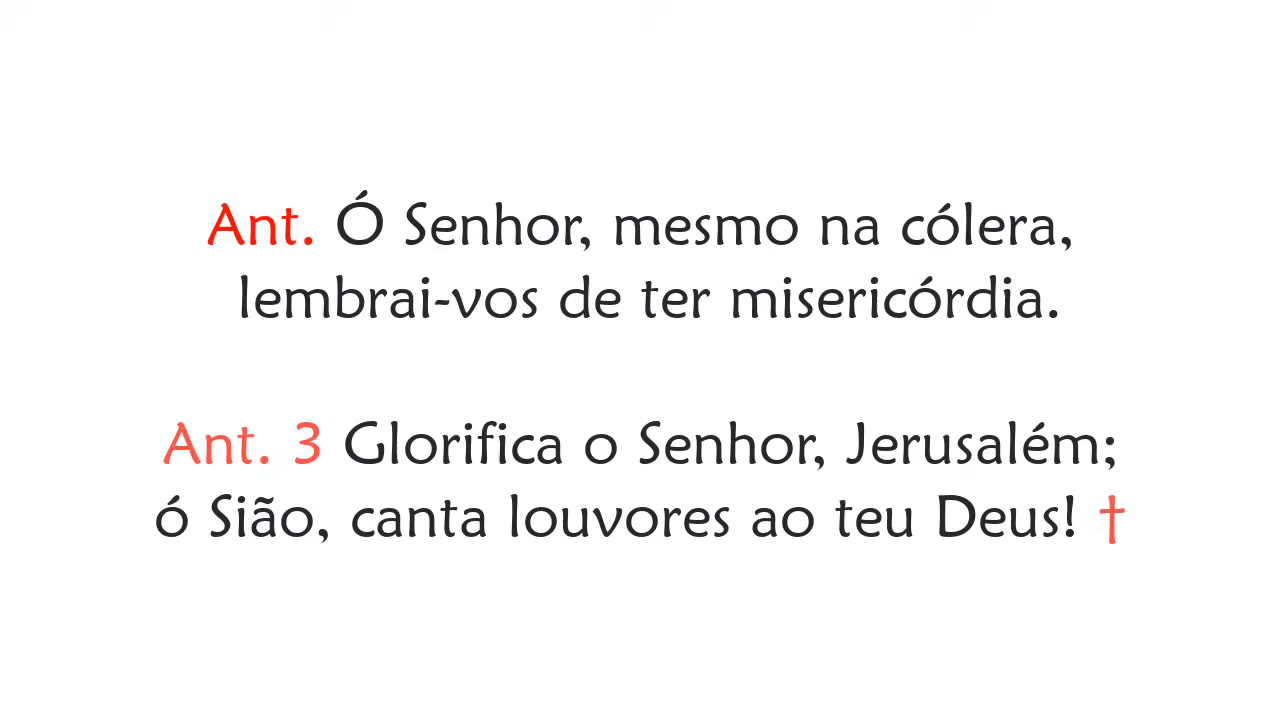 Ant. Ó Senhor, mesmo na cólera,
lembrai-vos de ter misericórdia.
Ant. 3 Glorifica o Senhor, Jerusalém;
ó Sião, canta louvores ao teu Deus! †